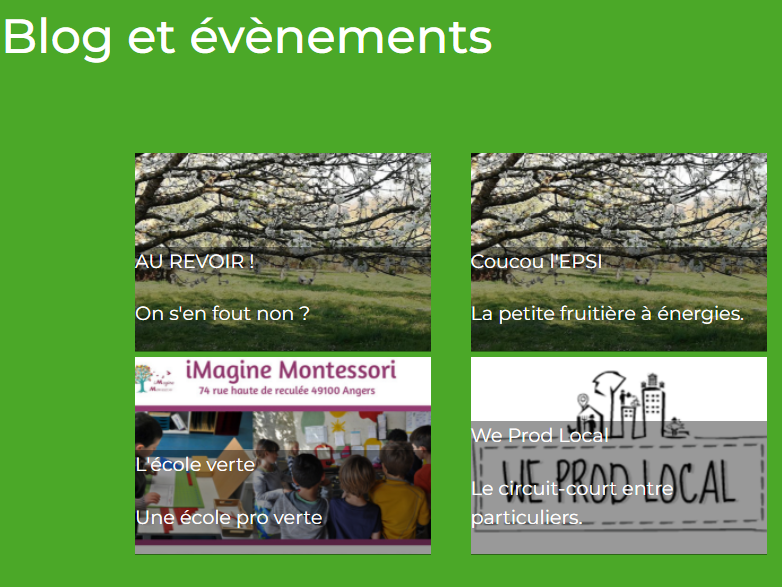 Blog et évènements
AU REVOIR !
On s'en fout non ?
Coucou l'EPSI
La petite fruitière à énergies.
iMagine Montessori
74 rue haute de reculée 49100 Angers
L'école verte
Une école pro verte
We Prod Local
WE PROD LOCAL
Le circuit-court entre
particuliers.